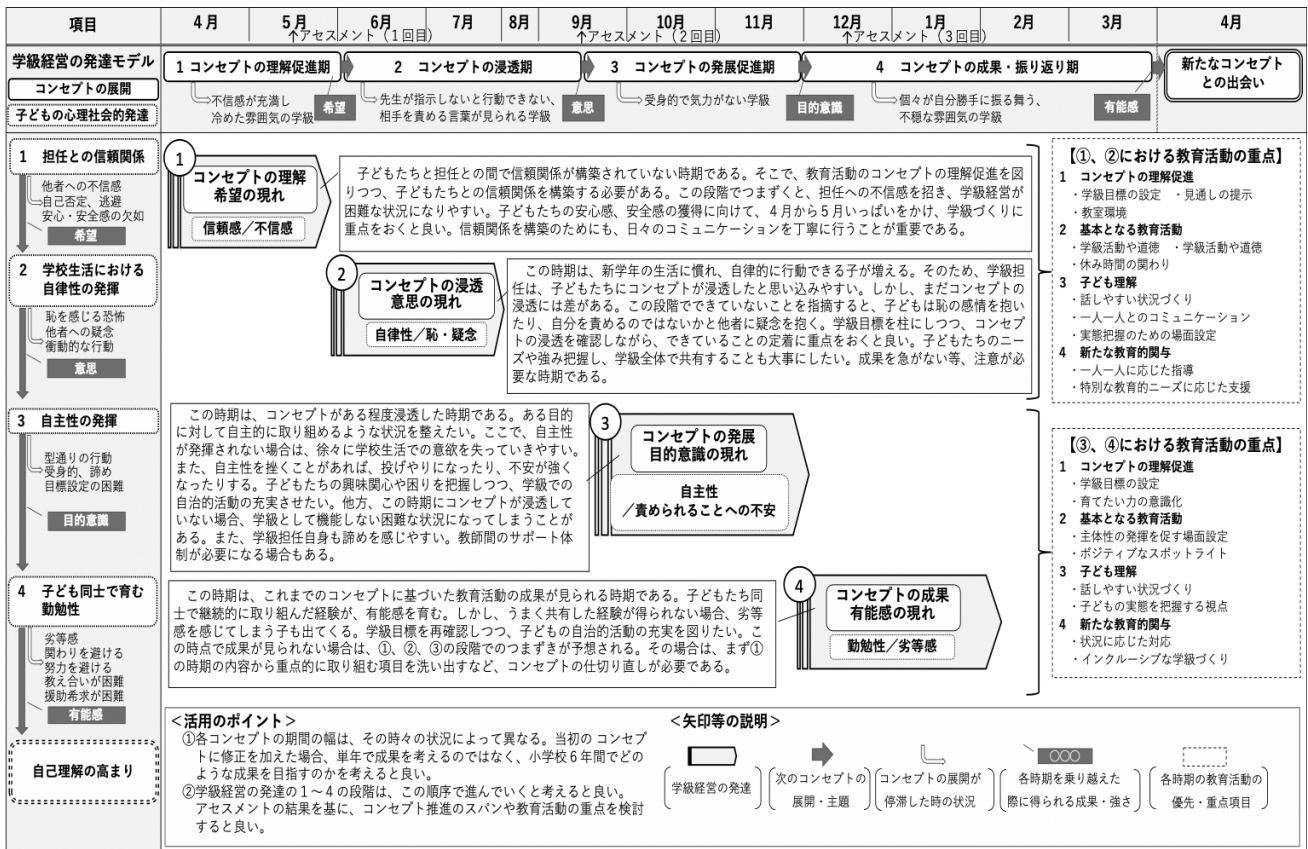 項目
4月
5月
6月
7月
8月
9月
10月
11月
12月
1月
2月
3月
4月
↑アセスメント（1回目）
↑アセスメント（2回目）
↑アセスメント（3回目）
学級経営の発達モデル
コンセプトの展開
子どもの心理社会的発達
1 コンセプトの理解促進期
2 コンセプトの浸透期
3 コンセプトの発展促進期
4 コンセプトの成果・振り返り期
新たなコンセプト
との出会い
不信感が充満し
冷めた雰囲気の学級
希望
先生が指示しないと行動できない、
相手を責める言葉が見られる学級
意思
受身的で気力がない学級
目的意識
個々が自分勝手に振る舞う、
不穏な雰囲気の学級
有能感
1 担任との信頼関係
他者への不信感
自己否定、逃避
安心・安全感の欠如
希望
2 学校生活における
自律性の発揮
恥を感じる恐怖
他者への疑念
衝動的な行動
意思
3 自主性の発揮
型通りの行動
受身的、諦め
目標設定の困難
目的意識
4 子ども同士で育む
勤勉性
劣等感
関わりを避ける
努力を避ける
教え合いが困難
援助希求が困難
有能感
自己理解の高まり
1
コンセプトの理解
希望の現れ
信頼感/不信感
子どもたちと担任との間で信頼関係が構築されていない時期である。そこで、教育活動のコンセプトの理解促進を図
りつつ、子どもたちとの信頼関係を構築する必要がある。この段階でつまずくと、担任への不信感を招き、学級経営が
困難な状況になりやすい。子どもたちの安心感、安全感の獲得に向けて、4月から5月いっぱいをかけ、学級づくりに
重点をおくと良い。信頼関係を構築のためにも、日々のコミュニケーションを丁寧に行うことが重要である。
2
コンセプトの浸透
意思の現れ
自律性/恥・疑念
この時期は、新学年の生活に慣れ、自律的に行動できる子が増える。そのため、学級担
任は、子どもたちにコンセプトが浸透したと思い込みやすい。しかし、まだコンセプトの
浸透には差がある。この段階でできていないことを指摘すると、子どもは恥の感情を抱い
たり、自分を責めるのではないかと他者に疑念を抱く。学級目標を柱にしつつ、コンセプト
の浸透を確認しながら、できていることの定着に重点をおくと良い。子どもたちのニー
ズや強み把握し、学級全体で共有することも大事にしたい。成果を急がない等、注意が必
要な時期である。
この時期は、コンセプトがある程度浸透した時期である。ある目的
に対して自主的に取り組めるような状況を整えたい。ここで、自主性
が発揮されない場合は、徐々に学校生活での意欲を失っていきやすい。
また、自主性を挫くことがあれば、投げやりになったり、不安が強く
なったりする。子どもたちの興味関心や困りを把握しつつ、学級での
自治的活動の充実させたい。他方、この時期にコンセプトが浸透して
いない場合、学級として機能しない困難な状況になってしまうことが
ある。また、学級担任自身も諦めを感じやすい。教師間のサポート体
制が必要になる場合もある。
3
コンセプトの発展
目的意識の現れ
自主性
/責められることへの不安
この時期は、これまでのコンセプトに基づいた教育活動の成果が見られる時期である。子どもたち同
士で継続的に取り組んだ経験が、有能感を育む。しかし、うまく共有した経験が得られない場合、劣等
感を感じてしまう子も出てくる。学級目標を再確認しつつ、子どもの自治的活動の充実を図りたい。こ
の時点で成果が見られない場合は、①、②、③の段階でのつまずきが予想される。その場合は、まず①
の時期の内容から重点的に取り組む項目を洗い出すなど、コンセプトの仕切り直しが必要である。
4
コンセプトの成果
有能感の現れ
勤勉性/劣等感
【①、②における教育活動の重点】
1 コンセプトの理解促進
・学級目標の設定 ・見通しの提示
・教室環境
2 基本となる教育活動
・学級活動や道徳 ・学級活動や道徳
・休み時間の関わり
3 子ども理解
・話しやすい状況づくり
・一人一人とのコミュニケーション
・実態把握のための場面設定
4 新たな教育的関与
・一人一人に応じた指導
・特別な教育的ニーズに応じた支援
【③、④における教育活動の重点】
1 コンセプトの理解促進
・学級目標の設定
・育てたい力の意識化
2 基本となる教育活動
・主体性の発揮を促す場面設定
・ポジティブなスポットライト
3 子ども理解
・話しやすい状況づくり
・子どもの実態を把握する視点
4 新たな教育的関与
・状況に応じた対応
・インクルーシブな学級づくり
＜活用のポイント＞
①各コンセプトの期間の幅は、その時々の状況によって異なる。当初の コンセプ
トに修正を加えた場合、単年で成果を考えるのではなく、小学校6年間でどの
ような成果を目指すのかを考えると良い。
②学級経営の発達の1～4の段階は、この順序で進んでいくと考えると良い。
アセスメントの結果を基に、コンセプト推進のスパンや教育活動の重点を検討
すると良い。
＜矢印等の説明＞
学級経営の発達
次のコンセプトの
展開・主題
コンセプトの展開が
停滞した時の状況
○○○
各時期を乗り越えた
際に得られる成果・強さ
各時期の教育活動の
優先・重点項目